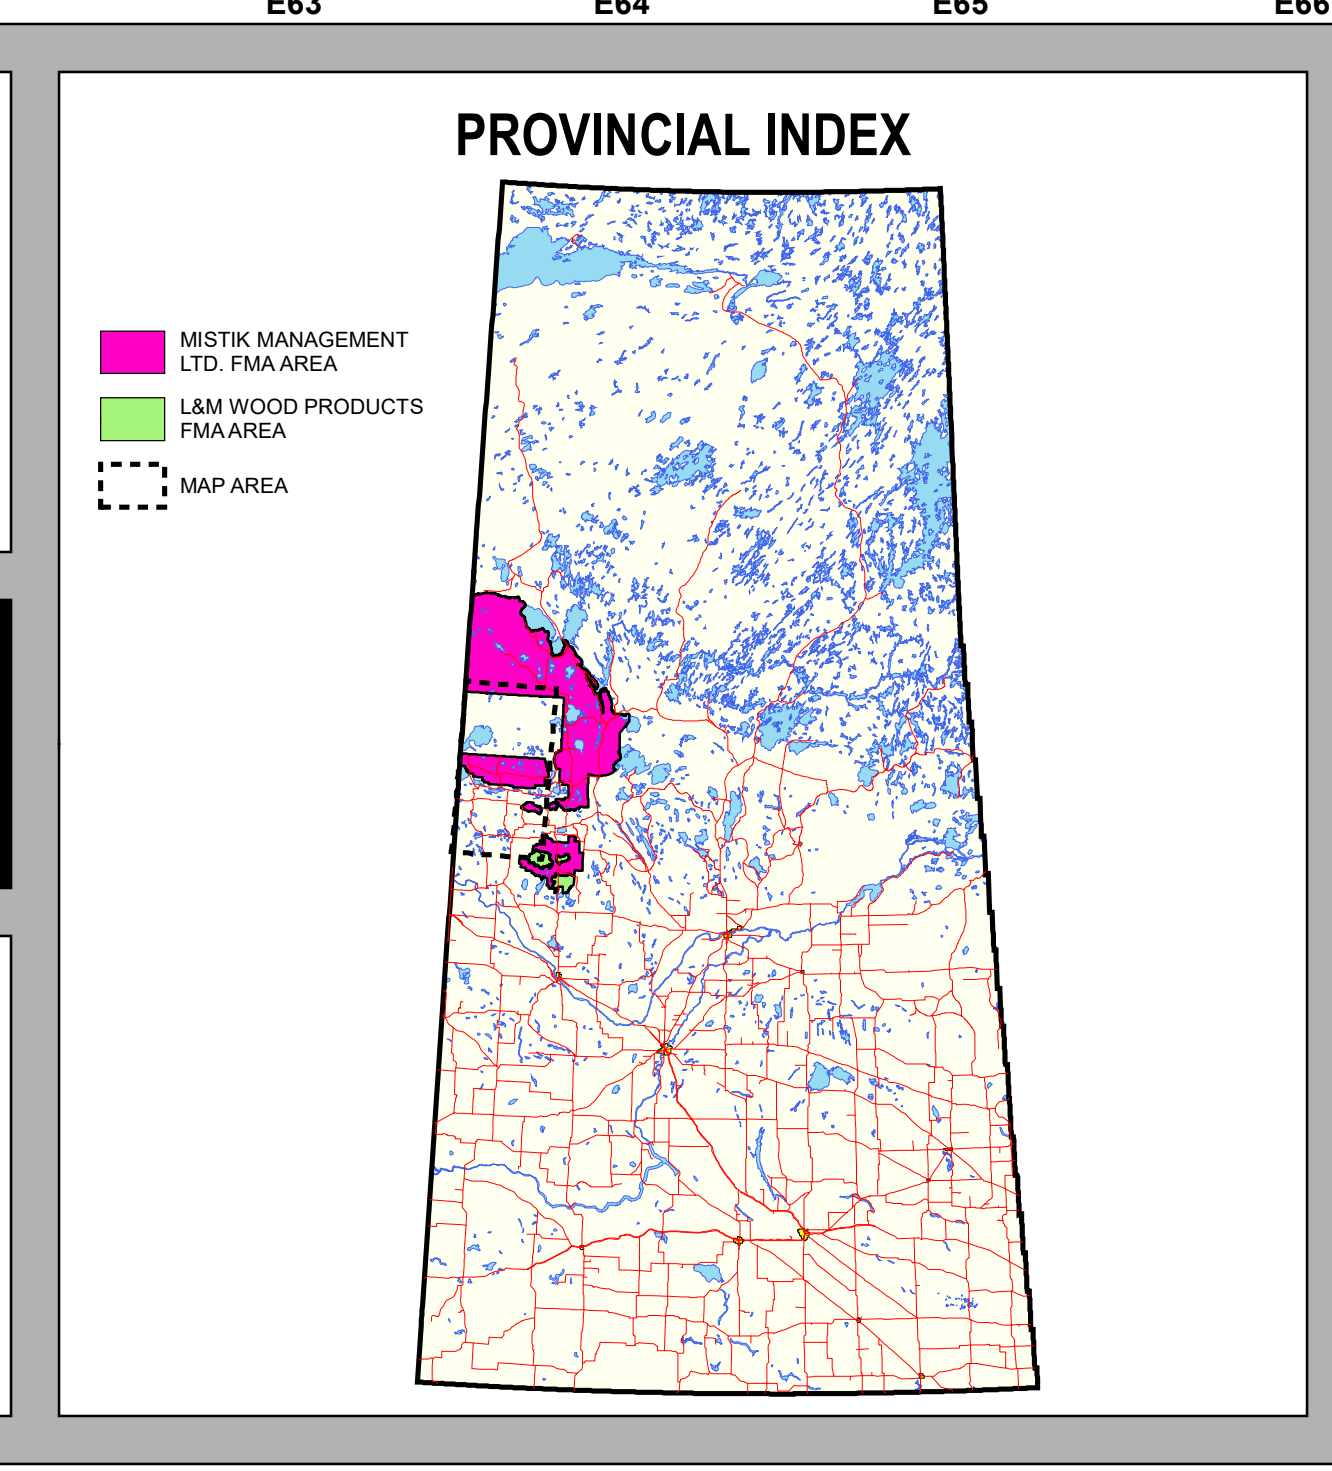 E63 E64 E65 E66
PROVINCIAL INDEX
MISTIK MANAGEMENT
LTD. FMA AREA
L&M WOOD PRODUCTS
FMA AREA
MAP AREA